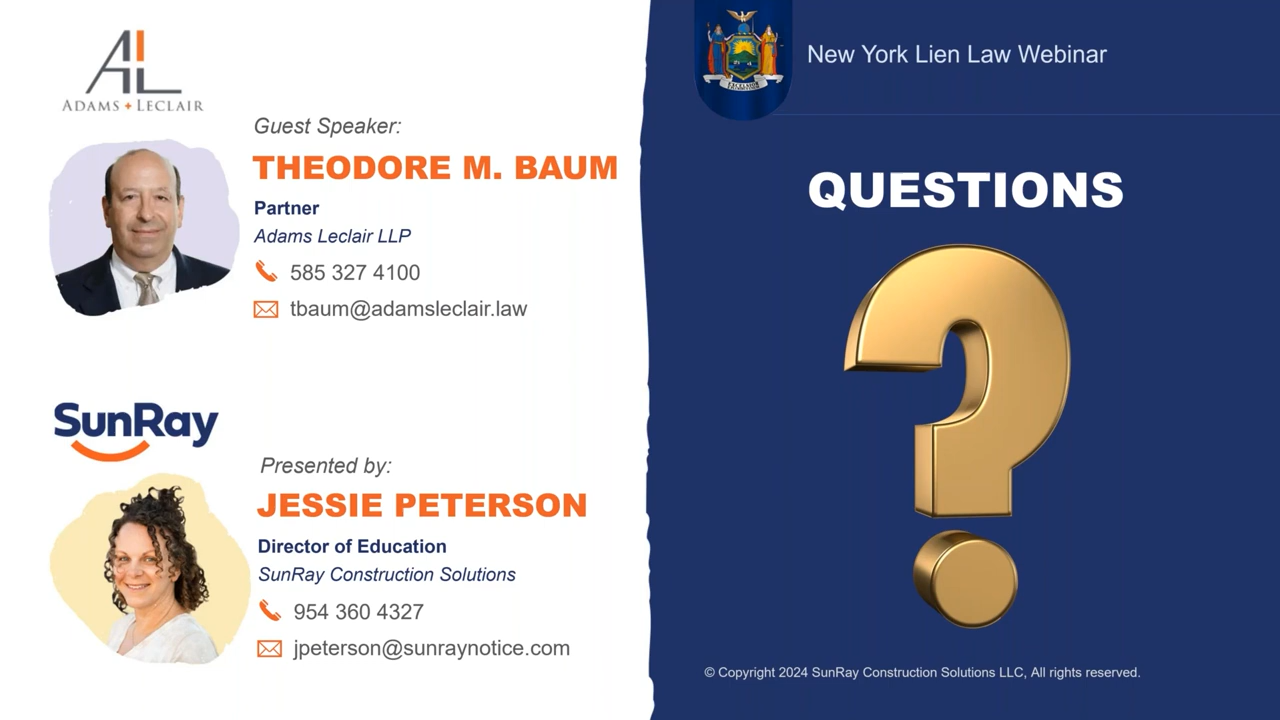 ADAMS + LECLAIR
Guest Speaker:
THEODORE M. BAUM
Partner
Adams Leclair LLP
585 327 4100
tbaum@adamsleclair.law
SunRay
Presented by:
JESSIE PETERSON
Director of Education
SunRay Construction Solutions
954 360 4327
jpeterson@sunraynotice.com
New York Lien Law Webinar
QUESTIONS
?
© Copyright 2024 SunRay Construction Solutions LLC, All rights reserved.